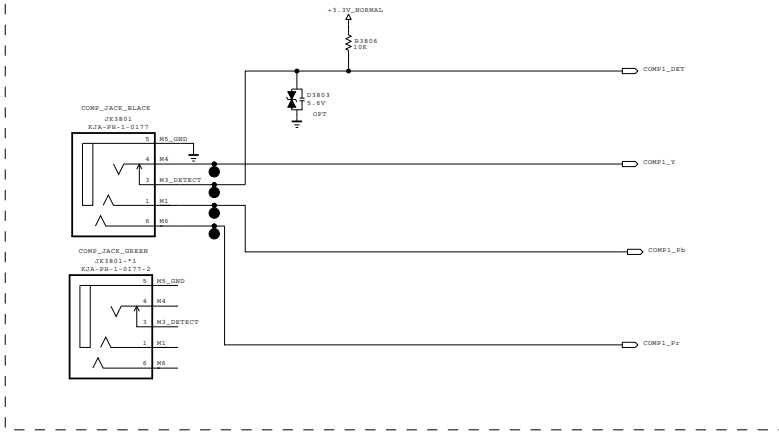 +3.3V_NORMAL
R3806
10K
COMP1_DET
D3803
5.6V
OPT
COMP_JACK_BLACK
JK3801
KJA-PH-1-0177
5 M5_GND
4 M4
COMP1_Y
3 M3_DETECT
1 M1
6 M6
COMP1_Pb
COMP_JACK_GREEN
JK3801-*1
KJA-PH-1-0177-2
5 M5_GND
4 M4
3 M3_DETECT
1 M1
COMP1_Pr
6 M6